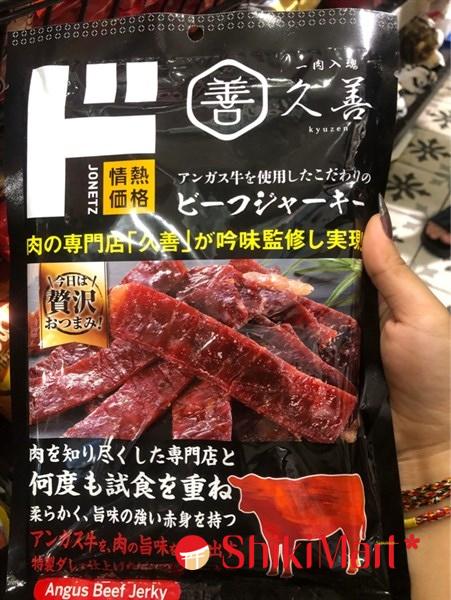 ド
JONETZ
情熱
価格
善
一肉入魂
久善
kyuzen
アンガス牛を使用したこだわりの
ビーフジャーキー
肉の専門店「久善」が吟味監修し実現
今日は
贅沢
おつまみ!
肉を知り尽くした専門店と
何度も試食を重ね
柔らかく、旨味の強い赤身を持つ
アンガス牛を、肉の旨味を
特製ダレ
Angus Beef Jerky
ShikiMart*